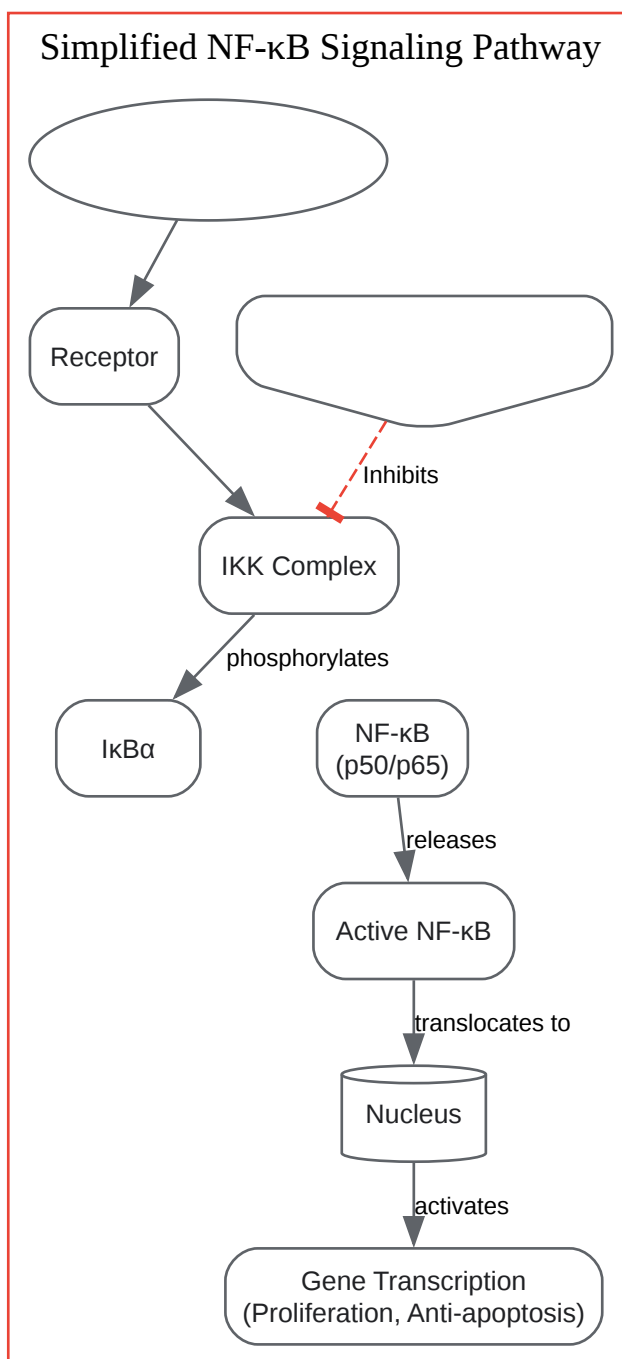 Simplified NF-κB Signaling Pathway
Receptor
Inhibits
IKK Complex
phosphorylates
IκBα
NF-κB
(p50/p65)
releases
Active NF-κB
translocates to
Nucleus
activates
Gene Transcription
(Proliferation, Anti-apoptosis)